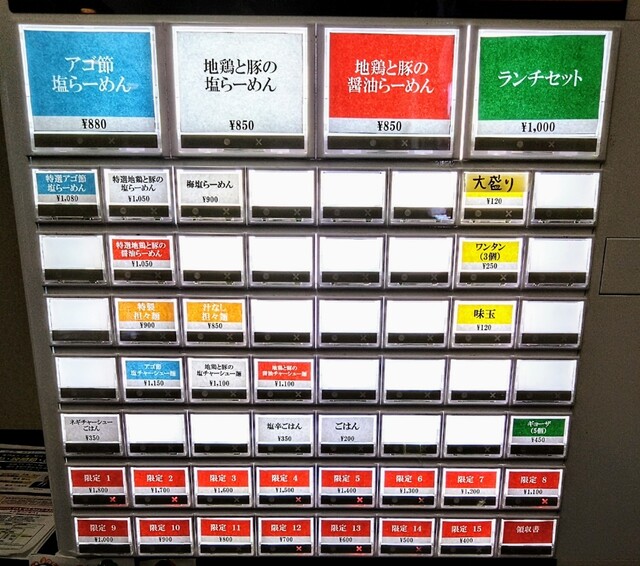 アゴ節
塩らーめん
¥880
地鶏と豚の
塩らーめん
¥850
地鶏と豚の
醤油らーめん
¥850
ランチセット
¥1,000
特選アゴ節
塩らーめん
¥1,080
特選地鶏と豚の
塩らーめん
¥1,050
梅塩らーめん
¥900
大盛り
¥120
特選地鶏と豚の
醤油らーめん
¥1,050
ワンタン
(3個)
¥250
特製
担々麺
¥900
汁なし
担々麺
¥850
味玉
¥120
アゴ節
塩チャーシュー麺
¥1,150
地鶏と豚の
塩チャーシュー麺
¥1,100
地鶏と豚の
醤油チャーシュー麺
¥1,100
ネギチャーシュー
ごはん
¥350
塩辛ごはん
¥350
ごはん
¥200
ギョーザ
(5個)
¥450
限定 1
¥1,800
限定 2
¥1,700
限定 3
¥1,600
限定 4
¥1,500
限定 5
¥1,400
限定 6
¥1,300
限定 7
¥1,200
限定 8
¥1,100
限定 9
¥1,000
限定 10
¥900
限定 11
¥800
限定 12
¥700
限定 13
¥600
限定 14
¥500
限定 15
¥400
領収書